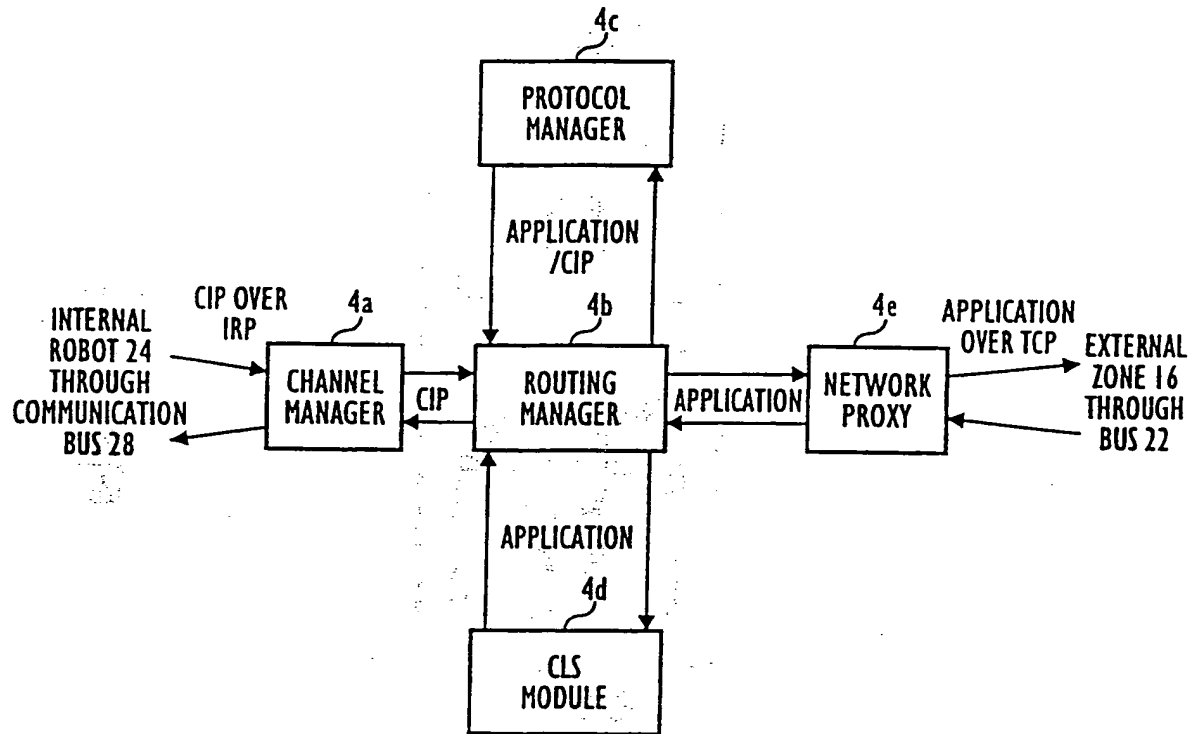 4c
PROTOCOL
MANAGER
APPLICATION
/CIP
CIP OVER
IRP
INTERNAL
ROBOT 24
THROUGH
COMMUNICATION
BUS 28
4a
CHANNEL
MANAGER
CIP
4b
ROUTING
MANAGER
APPLICATION
4e
NETWORK
PROXY
APPLICATION
OVER TCP
EXTERNAL
ZONE 16
THROUGH
BUS 22
APPLICATION
4d
CLS
MODULE